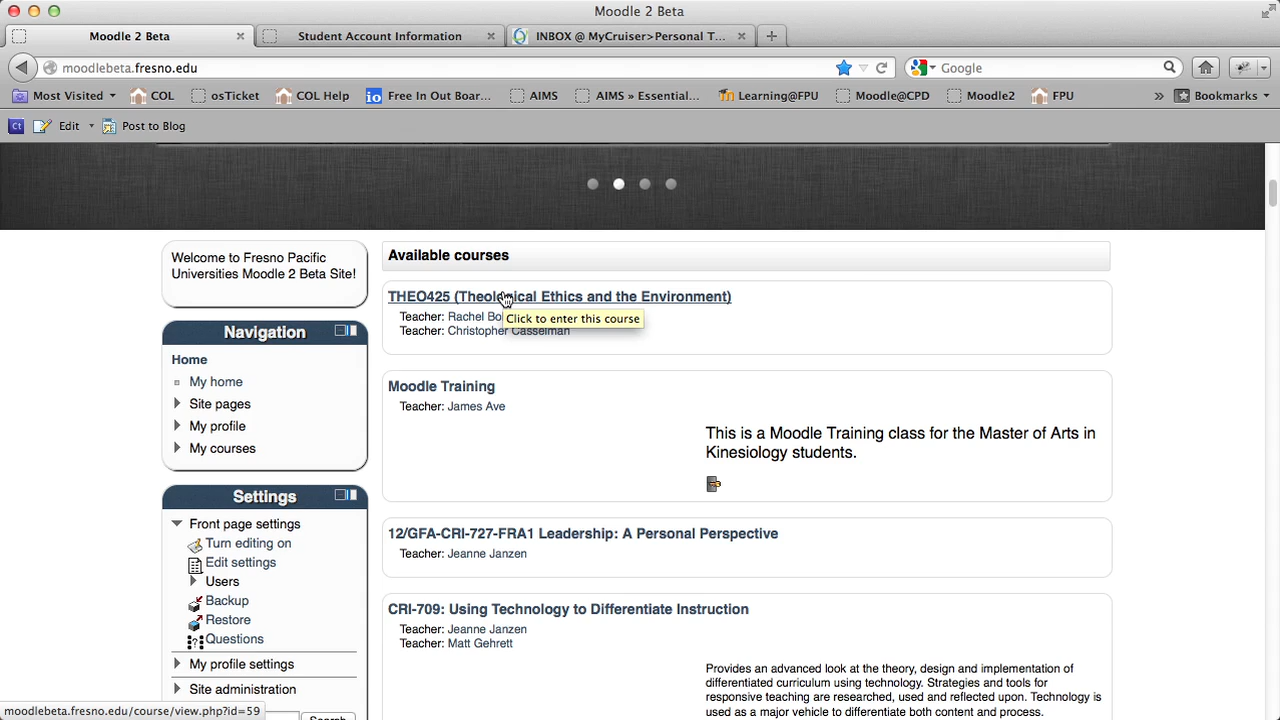 Moodle 2 Beta
Moodle 2 Beta
Student Account Information
INBOX @ MyCruiser>Personal T...
moodlebeta.fresno.edu
Google
Most Visited
COL
osTicket
COL Help
Free In Out Boar...
AIMS
AIMS » Essential...
Learning@FPU
Moodle@CPD
Moodle2
FPU
»
Bookmarks
Edit
Post to Blog
Welcome to Fresno Pacific
Universities Moodle 2 Beta Site!
Navigation
Home
My home
Site pages
My profile
My courses
Settings
Front page settings
Turn editing on
Edit settings
Users
Backup
Restore
Questions
My profile settings
Site administration
Search
Available courses
THEO425 (Theological Ethics and the Environment)
Teacher: Rachel
Click to enter this course
Teacher: Christopher Casselman
Moodle Training
Teacher: James Ave
This is a Moodle Training class for the Master of Arts in
Kinesiology students.
12/GFA-CRI-727-FRA1 Leadership: A Personal Perspective
Teacher: Jeanne Janzen
CRI-709: Using Technology to Differentiate Instruction
Teacher: Jeanne Janzen
Teacher: Matt Gehrett
Provides an advanced look at the theory, design and implementation of
differentiated curriculum using technology. Strategies and tools for
responsive teaching are researched, used and reflected upon. Technology is
used as a major vehicle to differentiate both content and process.
moodlebeta.fresno.edu/course/view.php?id=59